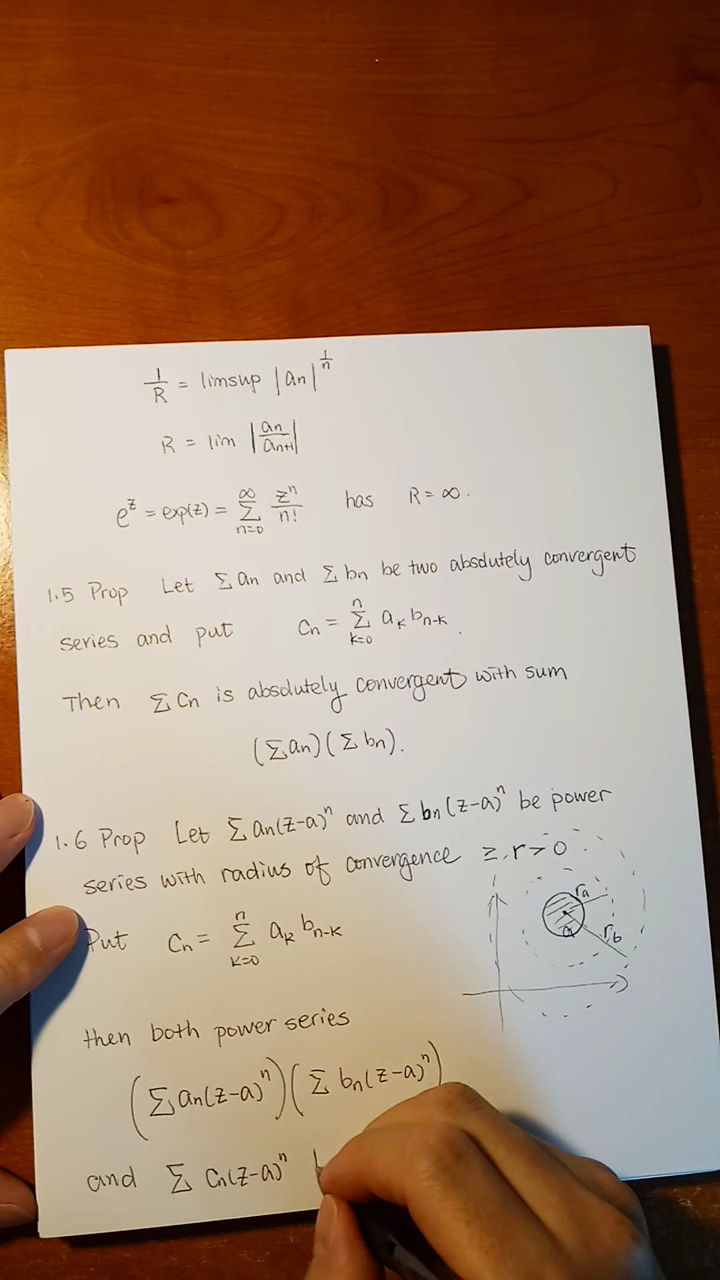 1/R = limsup |an|^1/n
R = lim |an/an+1|
e^z = exp(z) = ∞ Σ n=0 z^n/n! has R = ∞.
1.5 Prop Let Σ an and Σ bn be two absolutely convergent
series and put Cn = n Σ k=0 ak bn-k.
Then Σ Cn is absolutely convergent with sum
(Σ an)(Σ bn).
1.6 Prop Let Σ an(z-a)^n and Σ bn(z-a)^n be power
series with radius of convergence ≥ r > 0.
Put Cn = n Σ k=0 ak bn-k
ra
a
rb
then both power series
(Σ an(z-a)^n)(Σ bn(z-a)^n)
and Σ Cn(z-a)^n